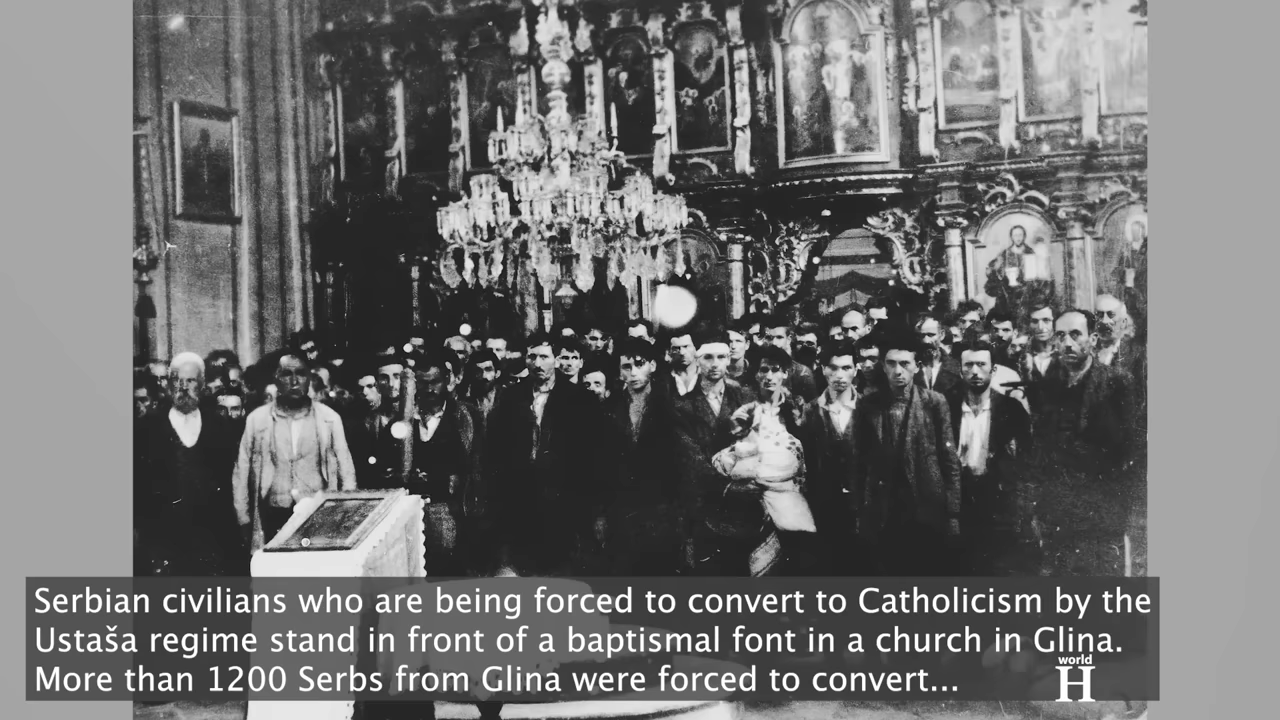 Serbian civilians who are being forced to convert to Catholicism by the
Ustaša regime stand in front of a baptismal font in a church in Glina.
More than 1200 Serbs from Glina were forced to convert...
world
H